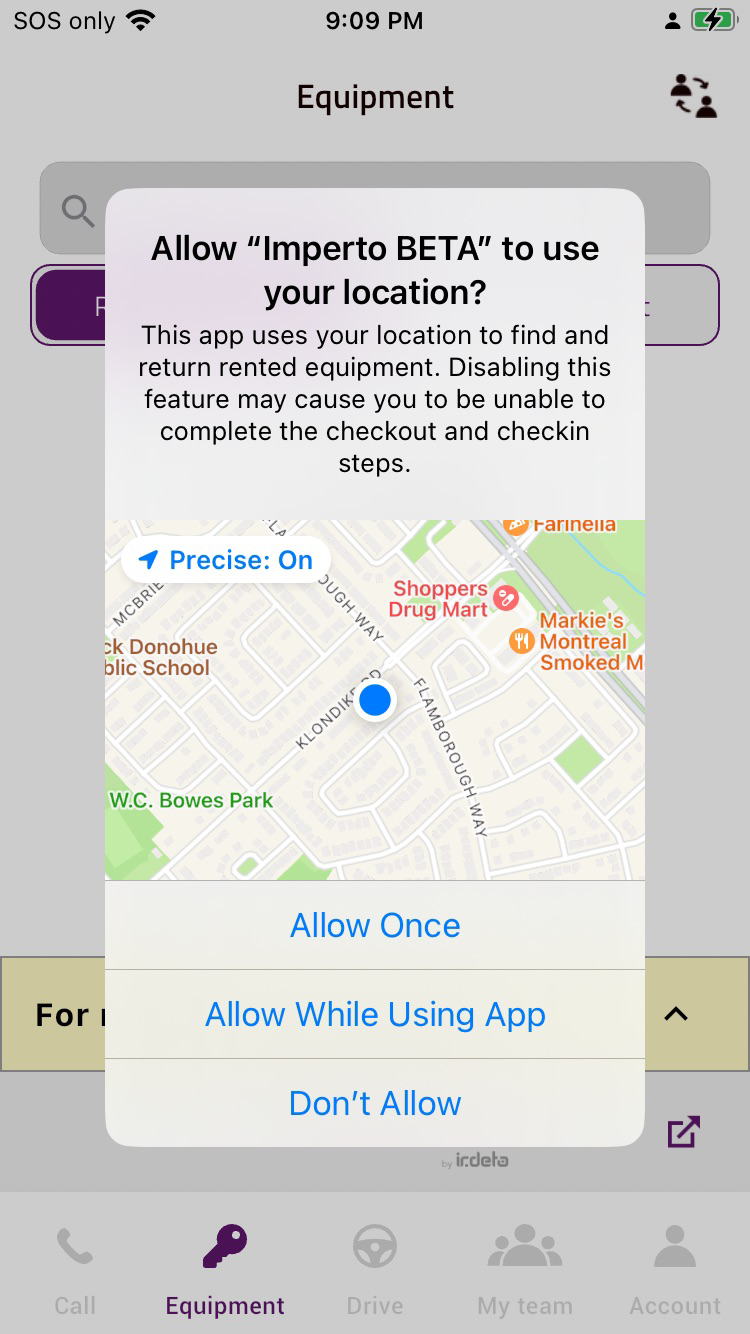 SOS only
9:09 PM
Equipment
Allow “Imperto BETA” to use
your location?
This app uses your location to find and
return rented equipment. Disabling this
feature may cause you to be unable to
complete the checkout and checkin
steps.
Precise: On
Farinella
MCBRIE
OUGH WAY
Shoppers
Drug Mart
Markie's
Montreal
Smoked M
ck Donohue
blic School
KLONDIKE
FLAMBOROUGH WAY
W.C. Bowes Park
Allow Once
For
Allow While Using App
Don’t Allow
by ir.deta
Call
Equipment
Drive
My team
Account